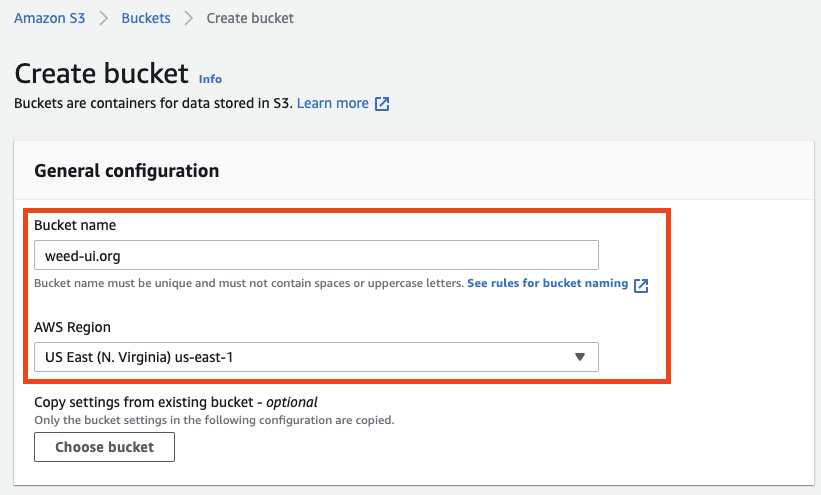 Amazon S3 > Buckets > Create bucket
Create bucket Info
Buckets are containers for data stored in S3. Learn more
General configuration
Bucket name
weed-ui.org
Bucket name must be unique and must not contain spaces or uppercase letters. See rules for bucket naming
AWS Region
US East (N. Virginia) us-east-1
Copy settings from existing bucket - optional
Only the bucket settings in the following configuration are copied.
Choose bucket